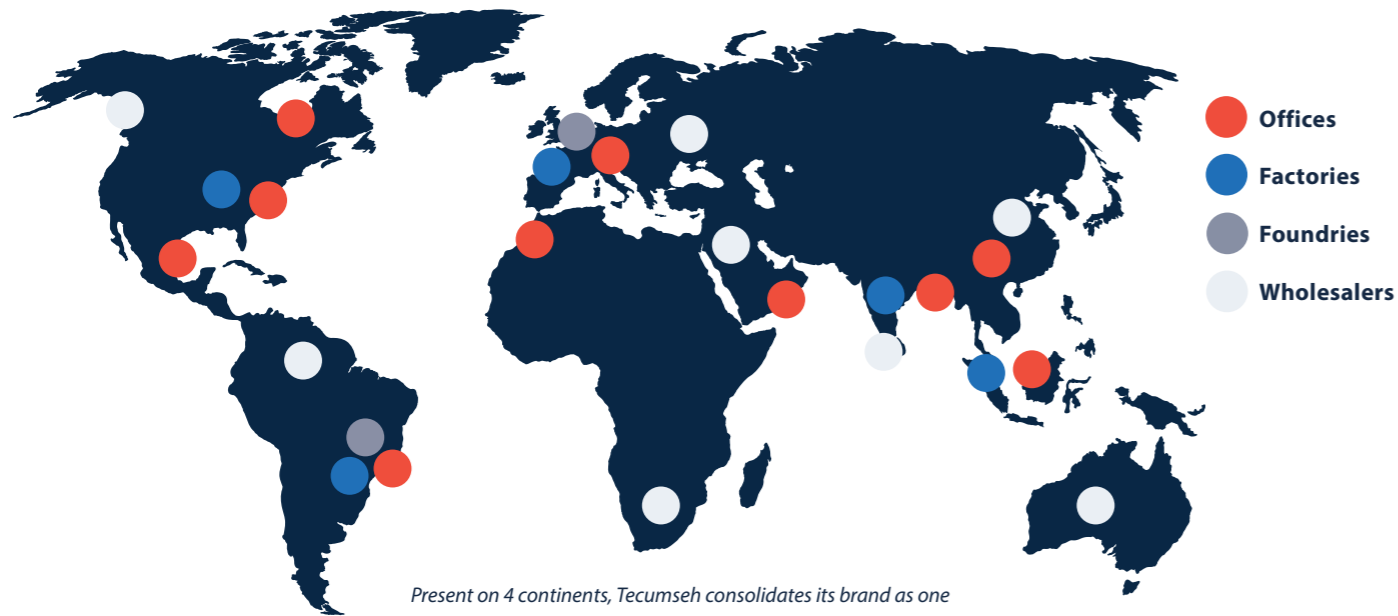 Offices
Factories
Foundries
Wholesalers
Present on 4 continents, Tecumseh consolidates its brand as one